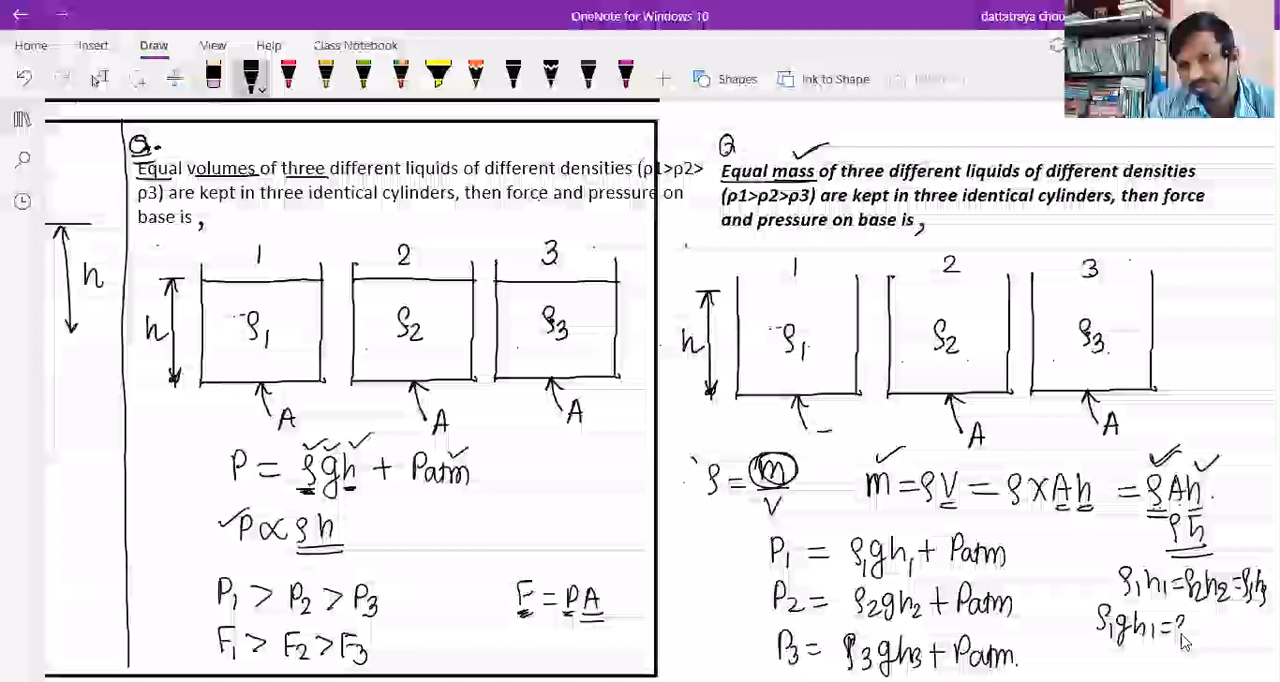 OneNote for Windows 10
dattatraya chou
Home Insert Draw View Help Class Notebook
Shapes Ink to Shape
Q.
Equal volumes of three different liquids of different densities (ρ1>ρ2>
ρ3) are kept in three identical cylinders, then force and pressure on
base is ,
1 2 3
h
h ρ1 ρ2 ρ3
A A A
P = ρgh + Patm
P ∝ ρh
P1 > P2 > P3
F = PA
F1 > F2 > F3
Q
Equal mass of three different liquids of different densities
(ρ1>ρ2>ρ3) are kept in three identical cylinders, then force
and pressure on base is ,
1 2 3
h ρ1 ρ2 ρ3
A A
ρ = m/V m = ρV = ρ×Ah = ρAh.
ρh
P1 = ρ1gh1 + Patm
ρ1h1=ρ2h2=ρ3h3
P2 = ρ2gh2 + Patm
ρ1gh1=
P3 = ρ3gh3 + Patm.